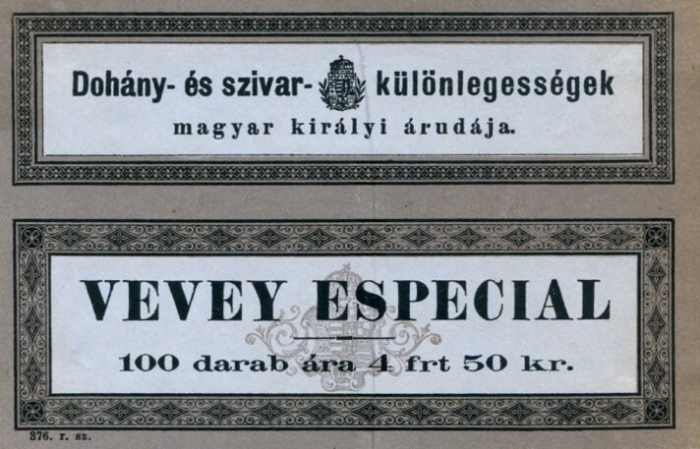 Dohány- és szivar- különlegességek
magyar királyi árudája.
VEVEY ESPECIAL
100 darab ára 4 frt 50 kr.
376. r. sz.